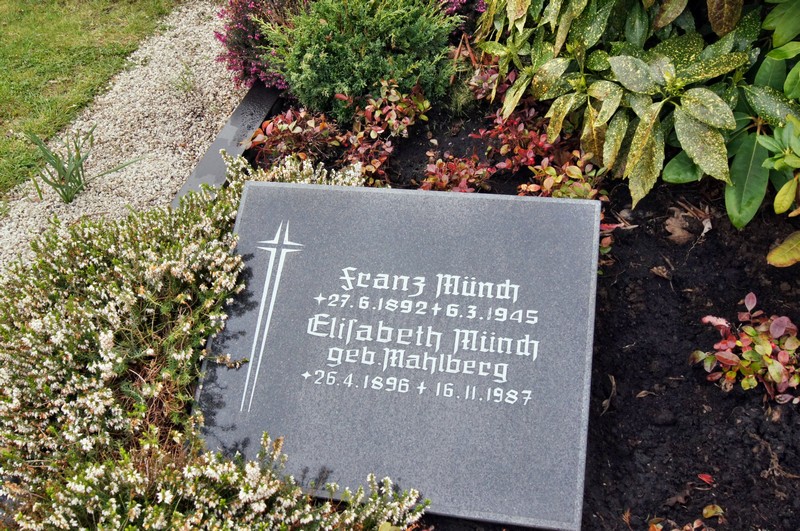 Franz Münch
✦27.6.1892✝6.3.1945
Eliſabeth Münch
geb. Mahlberg
✦26.4.1896 ✝ 16.11.1987